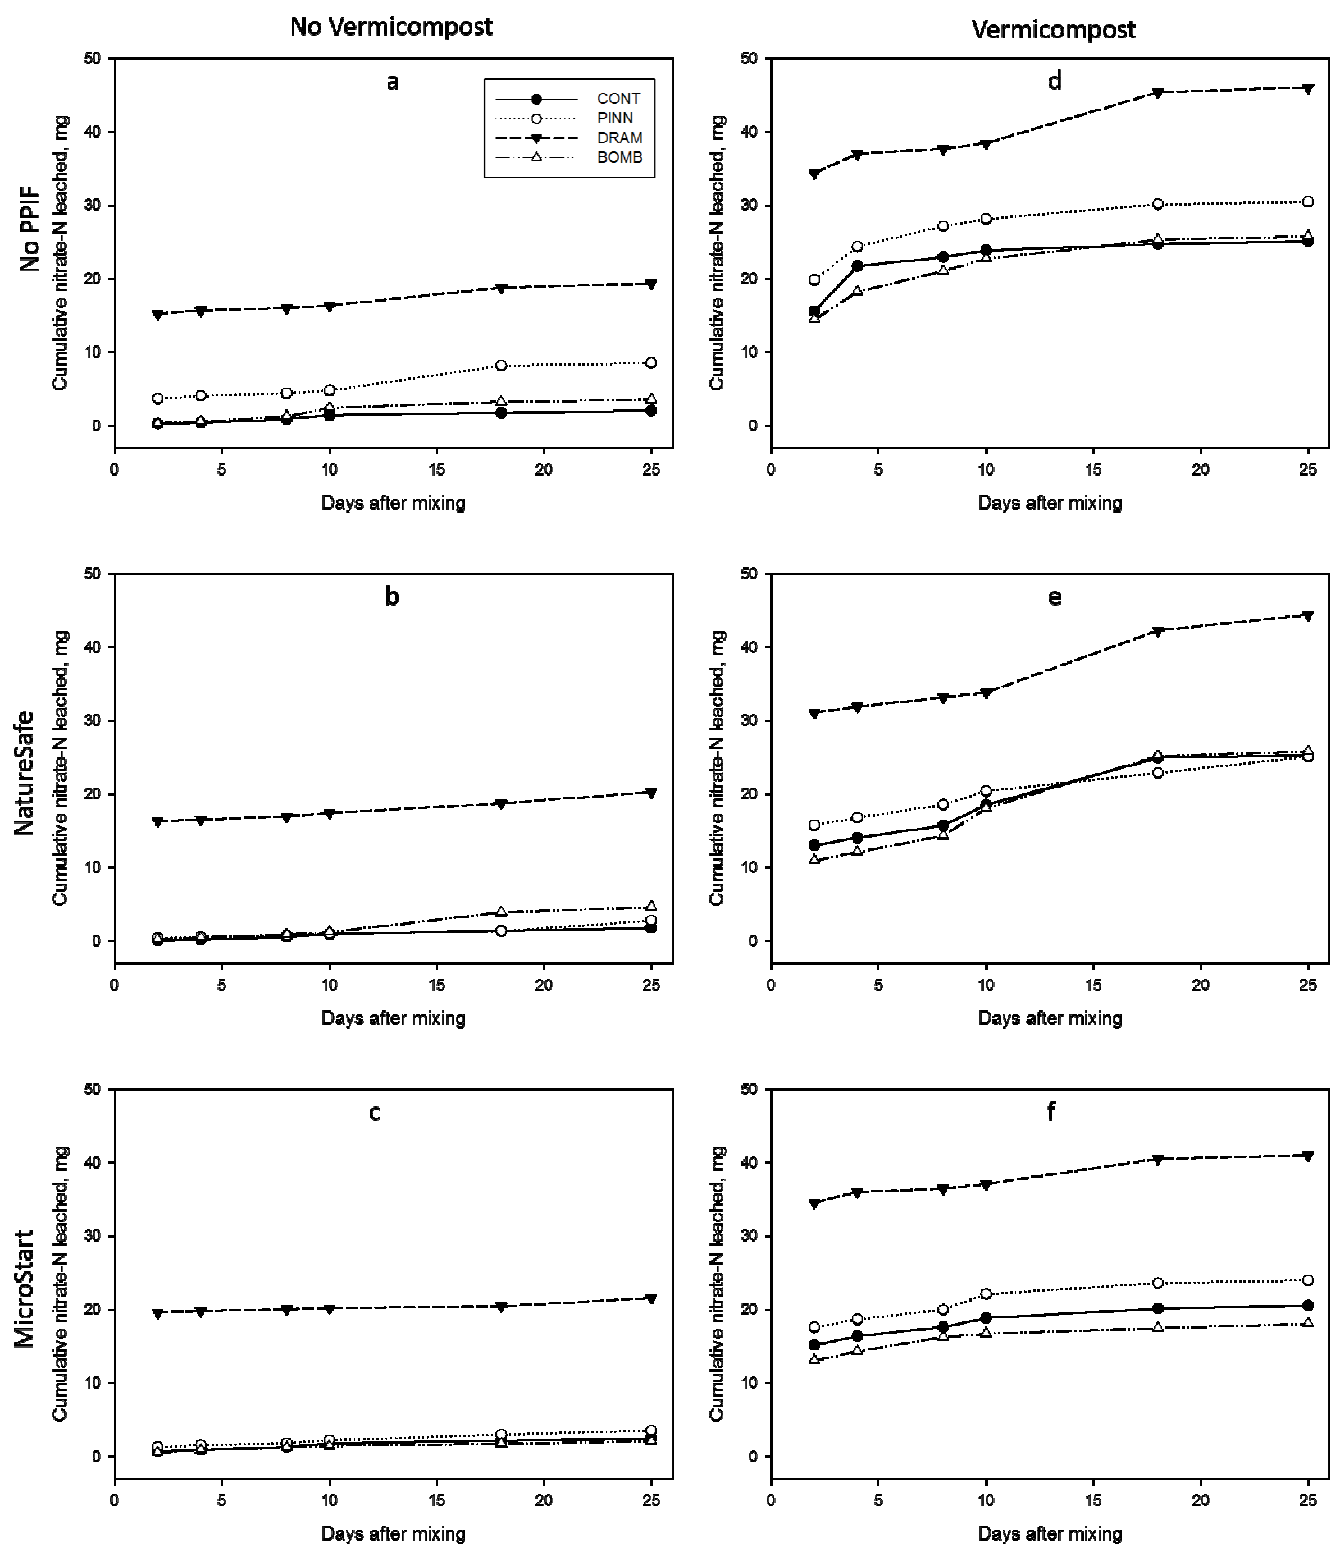 No Vermicompost
Vermicompost
No PPIF
Cumulative nitrate-N leached, mg
50
40
30
20
10
0
a
CONT
PINN
DRAM
BOMB
0 5 10 15 20 25
Days after mixing
Cumulative nitrate-N leached, mg
50
40
30
20
10
0
d
0 5 10 15 20 25
Days after mixing
NatureSafe
Cumulative nitrate-N leached, mg
50
40
30
20
10
0
b
0 5 10 15 20 25
Days after mixing
Cumulative nitrate-N leached, mg
50
40
30
20
10
0
e
0 5 10 15 20 25
Days after mixing
MicroStart
Cumulative nitrate-N leached, mg
50
40
30
20
10
0
c
0 5 10 15 20 25
Days after mixing
Cumulative nitrate-N leached, mg
50
40
30
20
10
0
f
0 5 10 15 20 25
Days after mixing